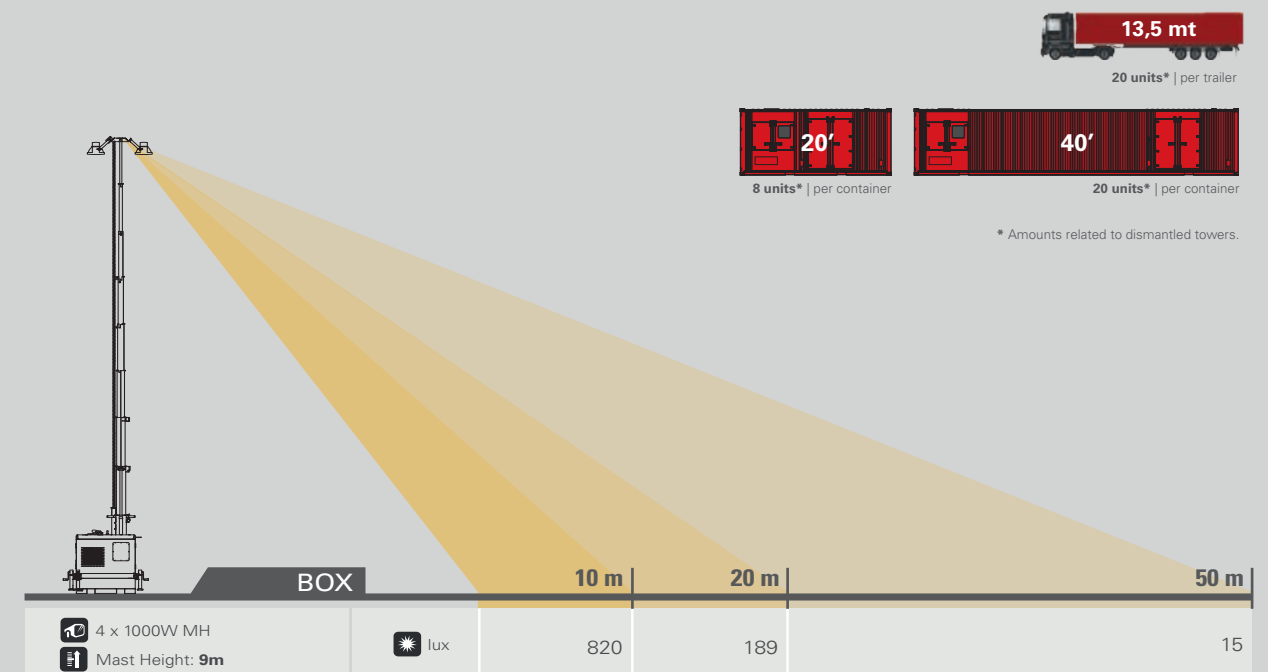 13,5 mt
20 units* | per trailer
20′ 40′
8 units* | per container 20 units* | per container
* Amounts related to dismantled towers.
BOX 10 m 20 m 50 m
4 x 1000W MH
lux 820 189 15
Mast Height: 9m